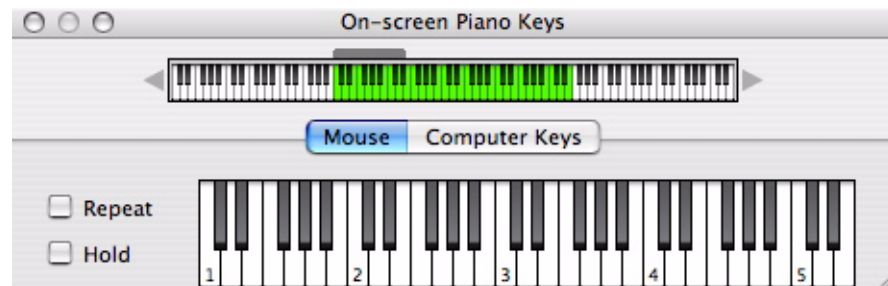 On-screen Piano Keys
Mouse Computer Keys
Repeat
Hold
1 2 3 4 5